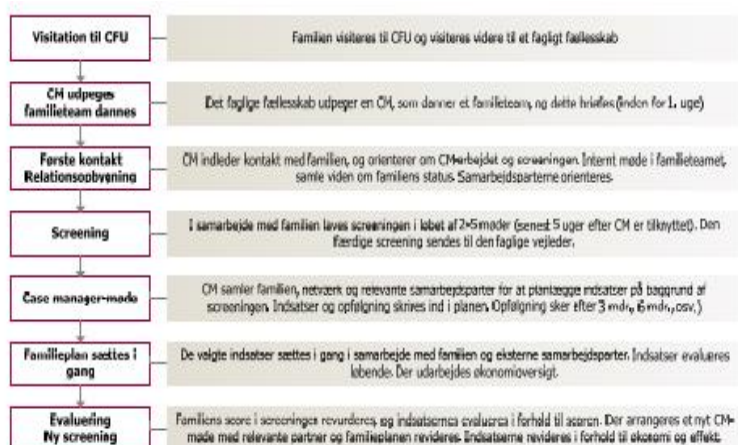 Visitation til CFU
Familien visiteres til CFU og visiteres videre til et fagligt fællesskab
CM udpeges
familieteam dannes
Det faglige fællesskab udpeger en CM, som danner et familieteam, og dette briefes (inden for 1. uge)
Første kontakt
Relationsopbygning
CM indleder kontakt med familien, og orienterer om CM-arbejdet og screeningen. Internt møde i familieteamet,
samle viden om familiens status. Samarbejdsparterne orienteres.
Screening
I samarbejde med familien laves screeningen i løbet af 2-5 møder (senest 5 uger efter CM er tilknyttet). Den
færdige screening sendes til den faglige vejleder.
Case manager-møde
CM samler familien, netværk og relevante samarbejdsparter for at planlægge indsatser på baggrund af
screeningen. Indsatser og opfølgning skrives ind i planen. Opfølgning sker efter 3 mdr., 6 mdr., osv.)
Familieplan sættes i
gang
De valgte indsatser sættes i gang i samarbejde med familien og eksterne samarbejdsparter. Indsatser evalueres
løbende. Der udarbejdes økonomioversigt.
Evaluering
Ny screening
Familiens score i screeningen revurderes, og indsatsernes evalueres i forhold til scoren. Der arrangeres et nyt CM-
møde med relevante partner og familieplanen revideres. Indsatserne revideres i forhold til økonomi og effekt.